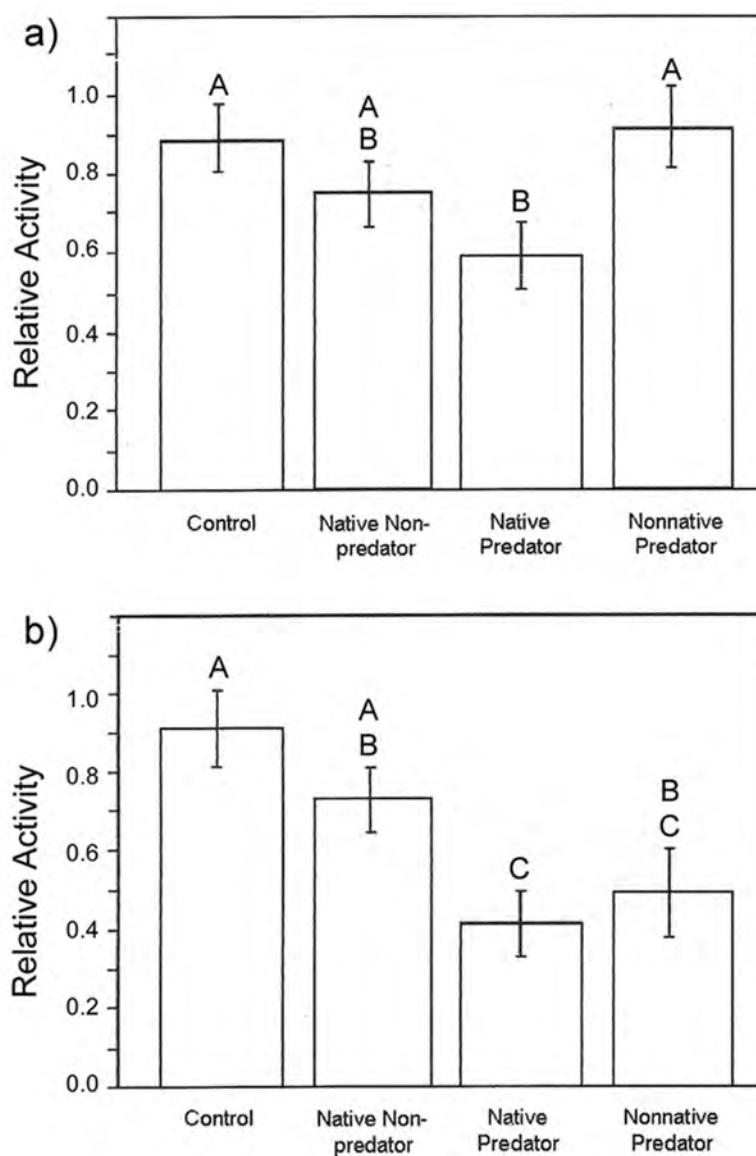 a)
Relative Activity
1.0
0.8
0.6
0.4
0.2
0.0
A
A
B
B
A
Control
Native Non-
predator
Native
Predator
Nonnative
Predator
b)
Relative Activity
1.0
0.8
0.6
0.4
0.2
0.0
A
A
B
C
B
C
Control
Native Non-
predator
Native
Predator
Nonnative
Predator